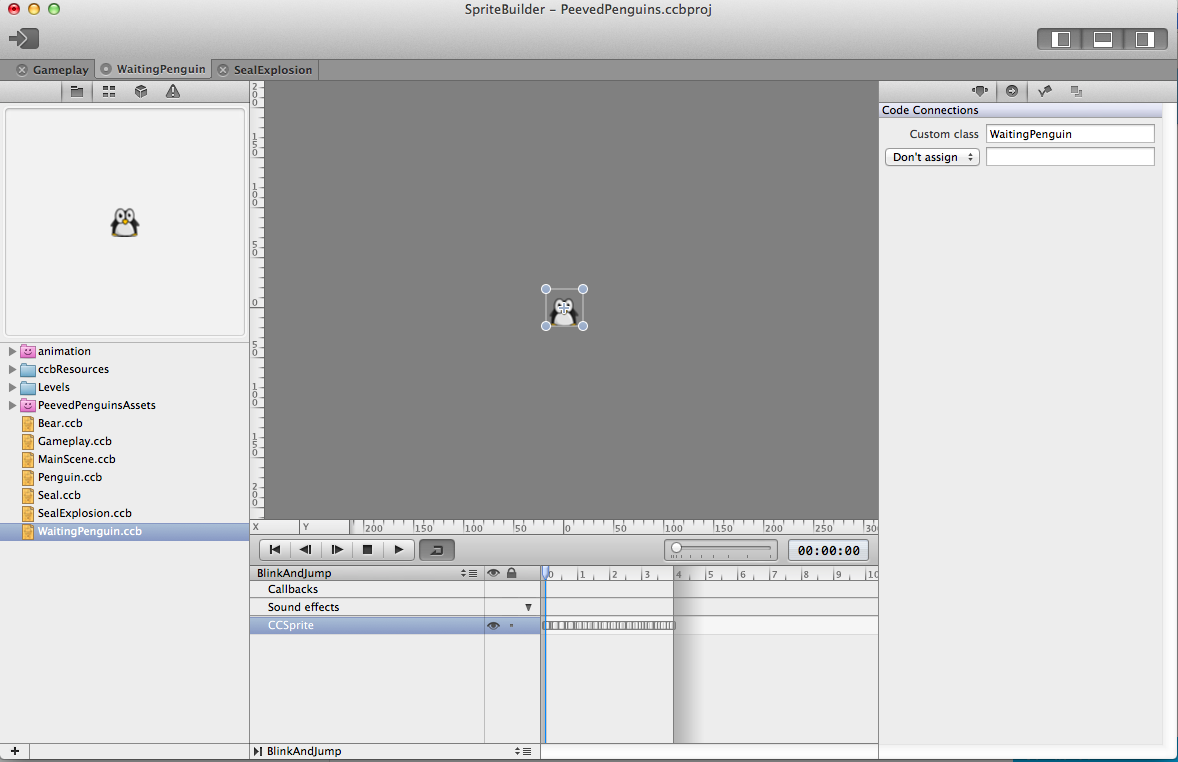 SpriteBuilder – PeevedPenguins.ccbproj
Gameplay
WaitingPenguin
SealExplosion
Code Connections
Custom class WaitingPenguin
Don't assign
animation
ccbResources
Levels
PeevedPenguinsAssets
Bear.ccb
Gameplay.ccb
MainScene.ccb
Penguin.ccb
Seal.ccb
SealExplosion.ccb
WaitingPenguin.ccb
200
150
100
50
0
50
100
150
200
X Y 200 150 100 50 0 50 100 150 200 250 30
00:00:00
BlinkAndJump 0 1 2 3 4 5 6 7 8 9 10
Callbacks
Sound effects
CCSprite
BlinkAndJump